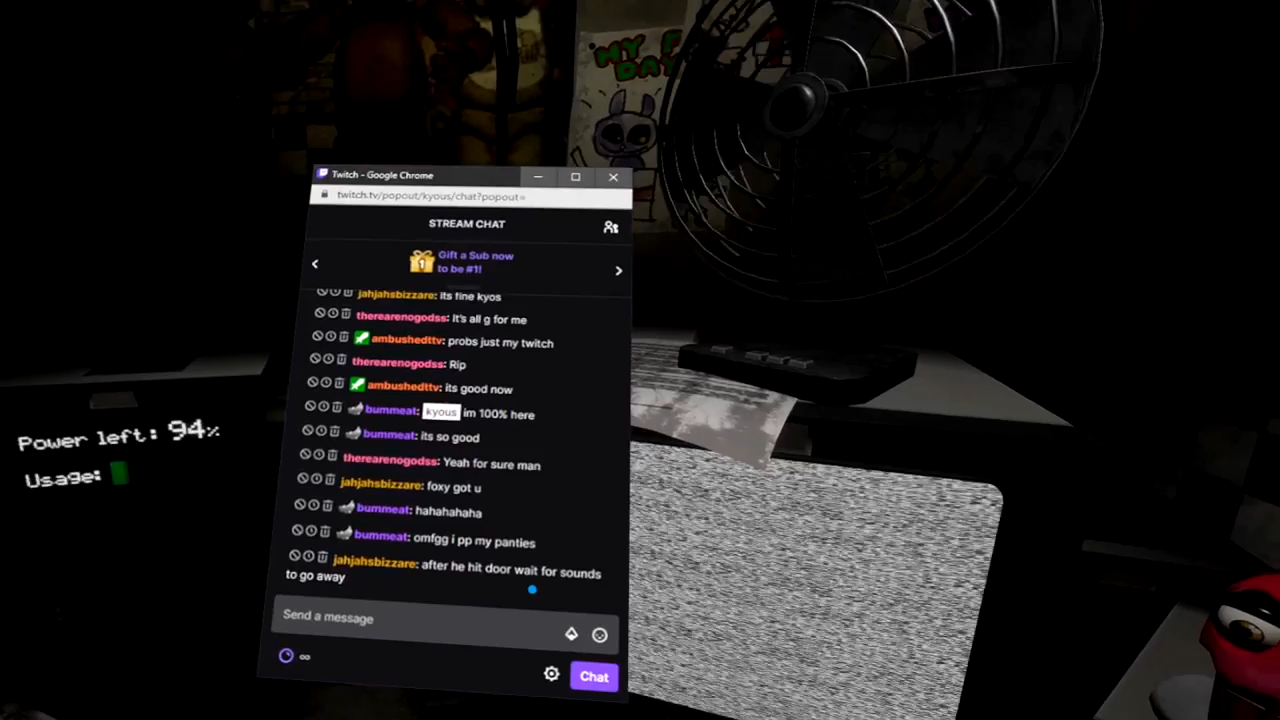 MY F
DAY
Twitch - Google Chrome
twitch.tv/popout/kyous/chat?popout=
STREAM CHAT
1
Gift a Sub now
to be #1!
jahjahsbizzare: its fine kyos
therearenogodss: it's all g for me
ambushedttv: probs just my twitch
therearenogodss: Rip
ambushedttv: its good now
bummeat: kyous im 100% here
bummeat: its so good
therearenogodss: Yeah for sure man
jahjahsbizzare: foxy got u
bummeat: hahahahaha
bummeat: omfgg i pp my panties
jahjahsbizzare: after he hit door wait for sounds
to go away
Send a message
∞
Chat
Power left: 94%
Usage: